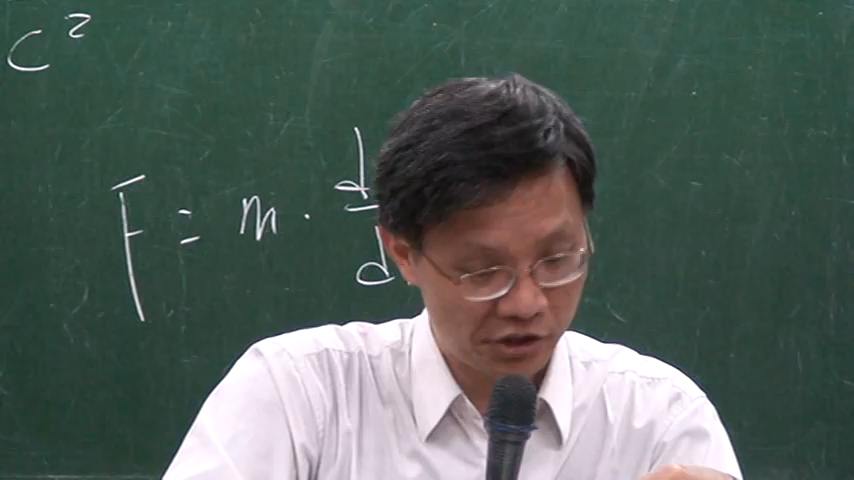 c²
F = m · d/d